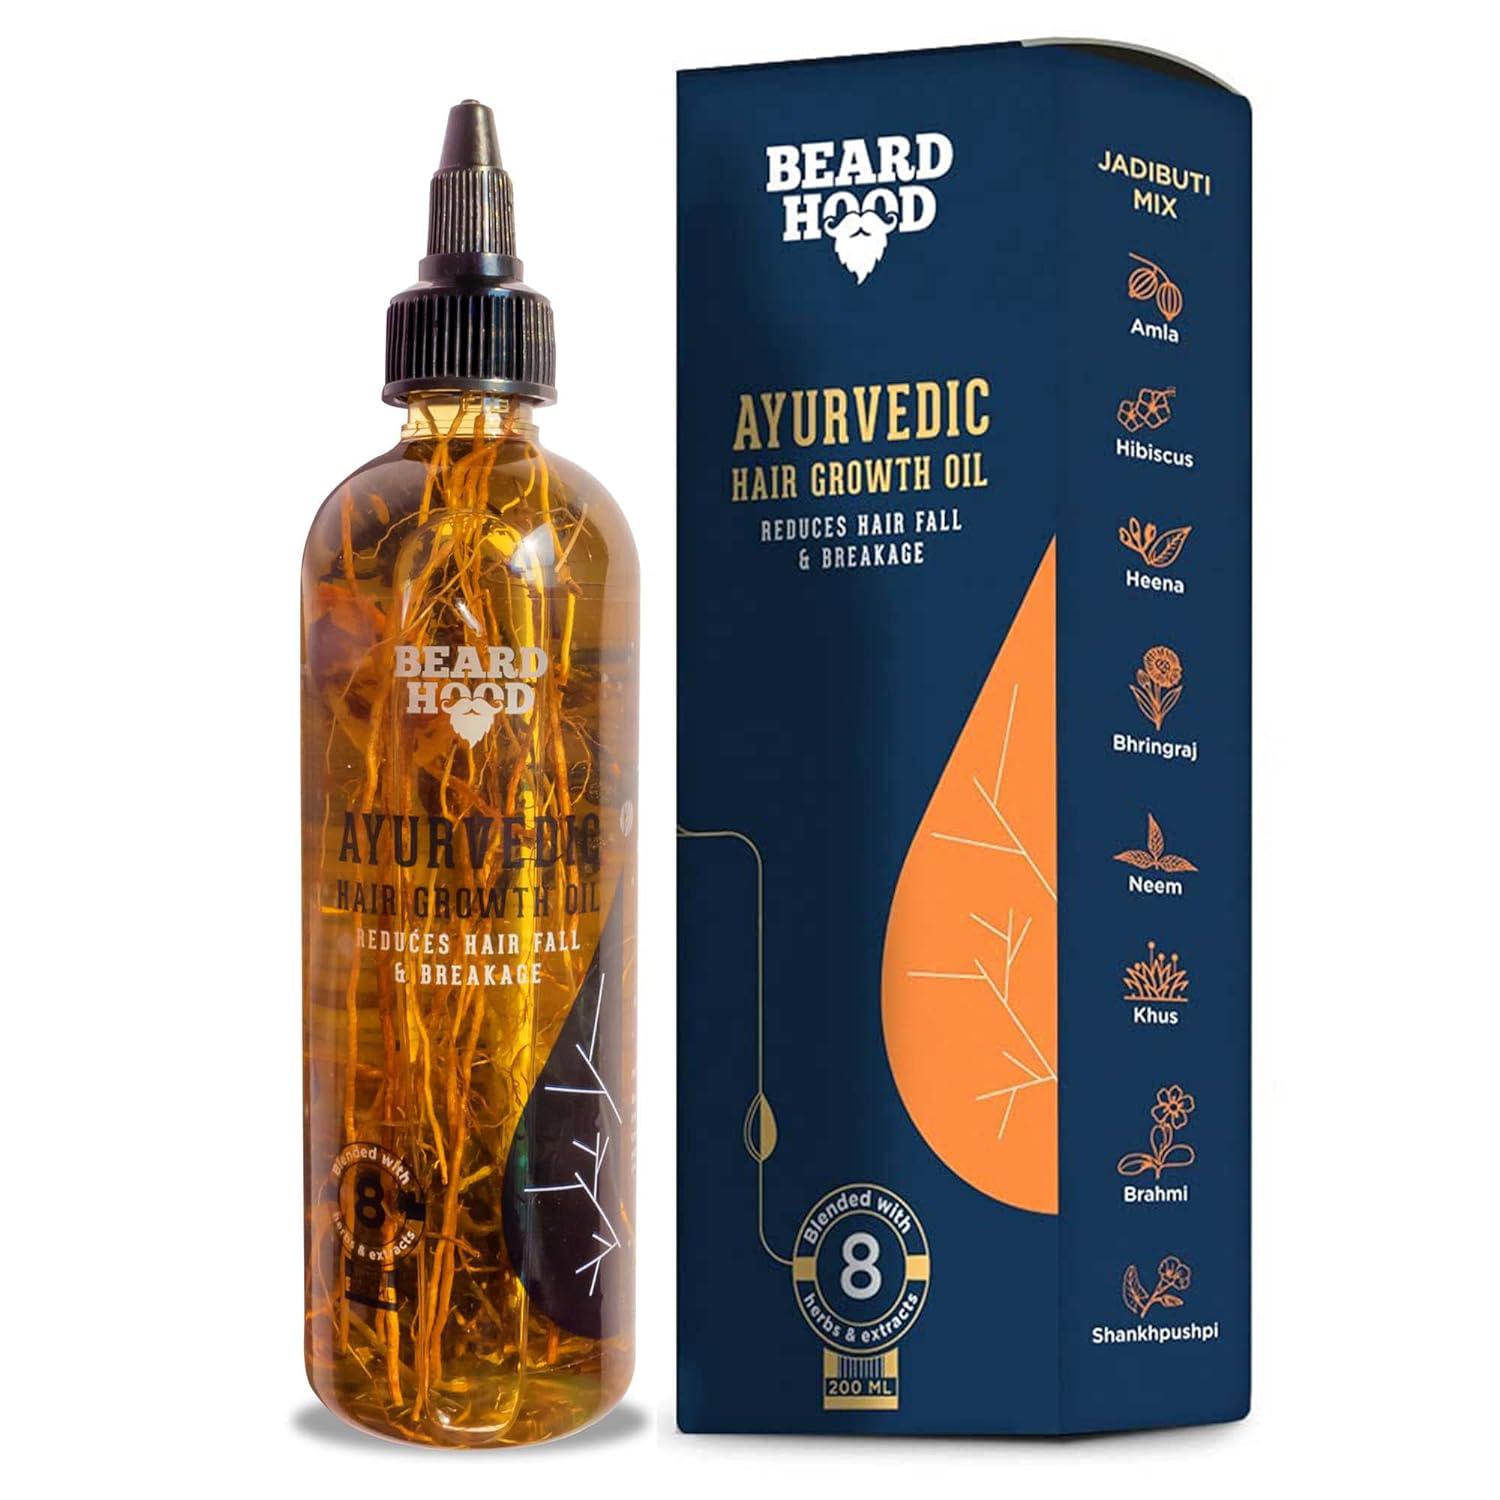 BEARD
HOOD
AYURVEDIC
HAIR GROWTH OIL
REDUCES HAIR FALL
& BREAKAGE
Blended with
8
herbs & extracts
BEARD
HOOD
AYURVEDIC
HAIR GROWTH OIL
REDUCES HAIR FALL
& BREAKAGE
Blended with
8
herbs & extracts
200 ML
JADIBUTI
MIX
Amla
Hibiscus
Heena
Bhringraj
Neem
Khus
Brahmi
Shankhpushpi